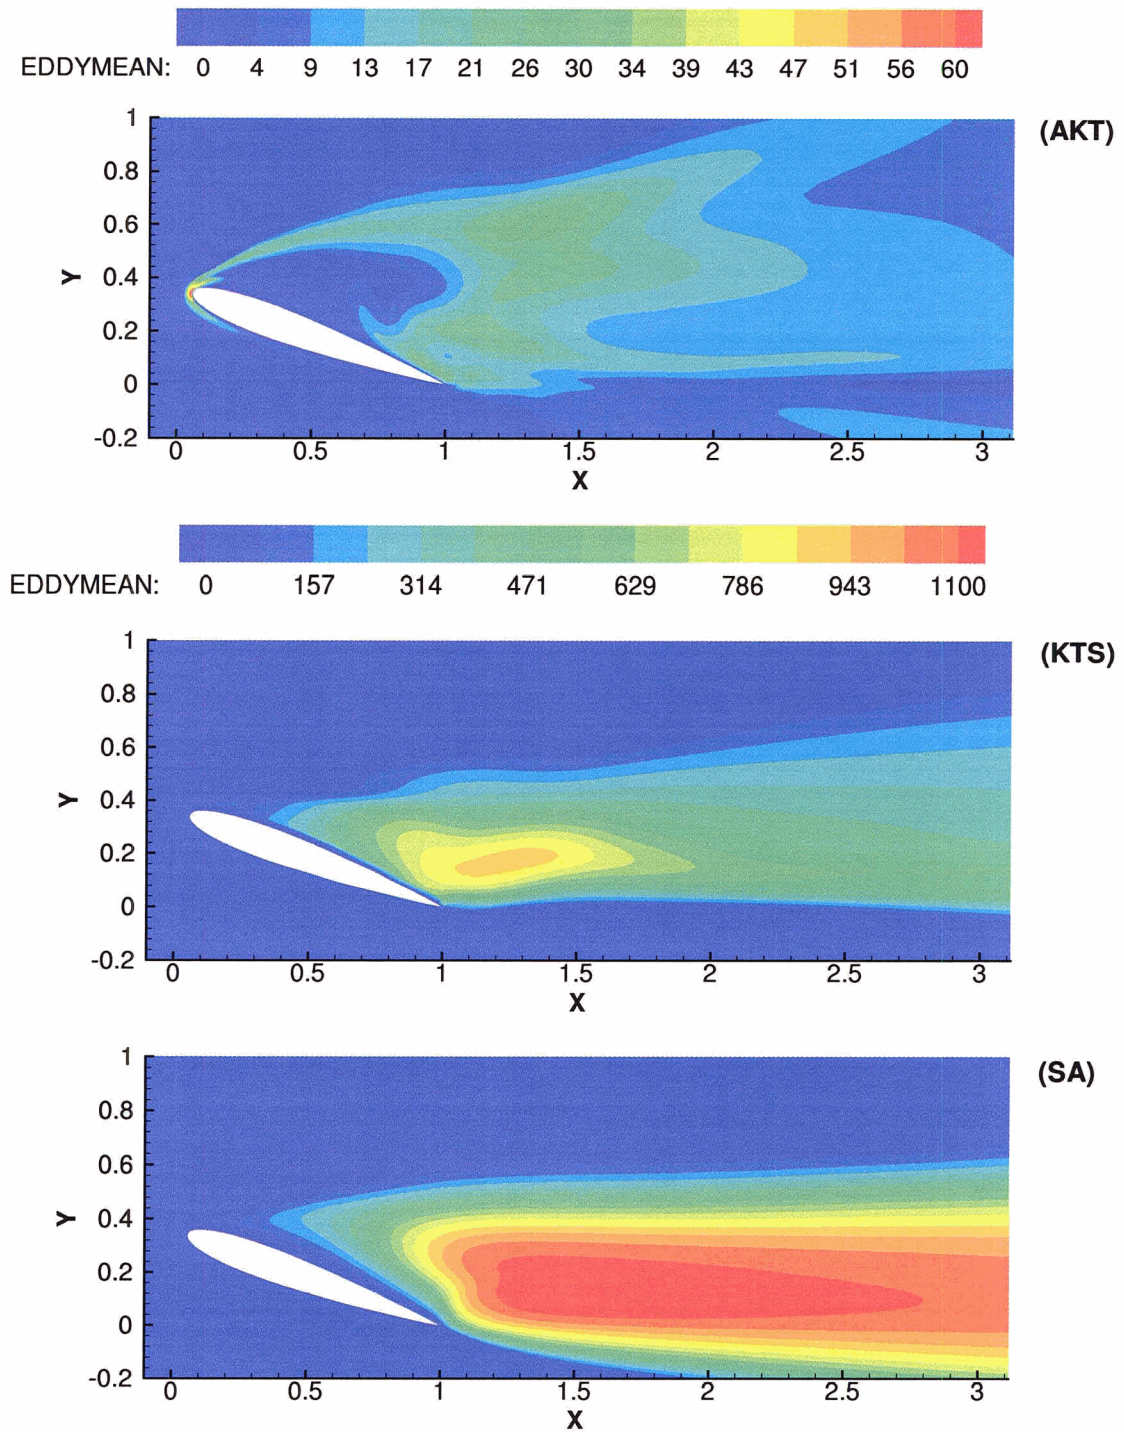 EDDYMEAN: 0 4 9 13 17 21 26 30 34 39 43 47 51 56 60
(AKT)
1
0.8
0.6
Y 0.4
0.2
0
-0.2
0 0.5 1 1.5 2 2.5 3
X
EDDYMEAN: 0 157 314 471 629 786 943 1100
(KTS)
1
0.8
0.6
Y 0.4
0.2
0
-0.2
0 0.5 1 1.5 2 2.5 3
X
(SA)
1
0.8
0.6
Y 0.4
0.2
0
-0.2
0 0.5 1 1.5 2 2.5 3
X